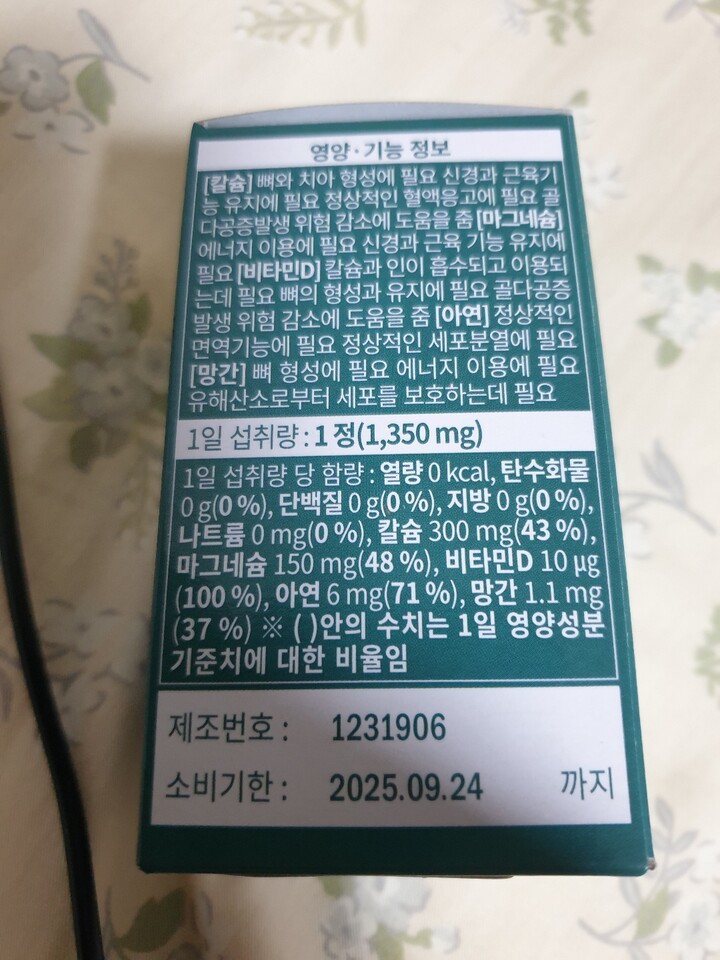 영양·기능 정보
[칼슘] 뼈와 치아 형성에 필요 신경과 근육기
능 유지에 필요 정상적인 혈액응고에 필요 골
다공증발생 위험 감소에 도움을 줌 [마그네슘]
에너지 이용에 필요 신경과 근육 기능 유지에
필요 [비타민D] 칼슘과 인이 흡수되고 이용되
는데 필요 뼈의 형성과 유지에 필요 골다공증
발생 위험 감소에 도움을 줌 [아연] 정상적인
면역기능에 필요 정상적인 세포분열에 필요
[망간] 뼈 형성에 필요 에너지 이용에 필요
유해산소로부터 세포를 보호하는데 필요
1일 섭취량 : 1 정(1,350 mg)
1일 섭취량 당 함량 : 열량 0 kcal, 탄수화물
0 g(0 %), 단백질 0 g(0 %), 지방 0 g(0 %),
나트륨 0 mg(0 %), 칼슘 300 mg(43 %),
마그네슘 150 mg(48 %), 비타민D 10 µg
(100 %), 아연 6 mg(71 %), 망간 1.1 mg
(37 %) ※ ( )안의 수치는 1일 영양성분
기준치에 대한 비율임
제조번호 : 1231906
소비기한 : 2025.09.24 까지